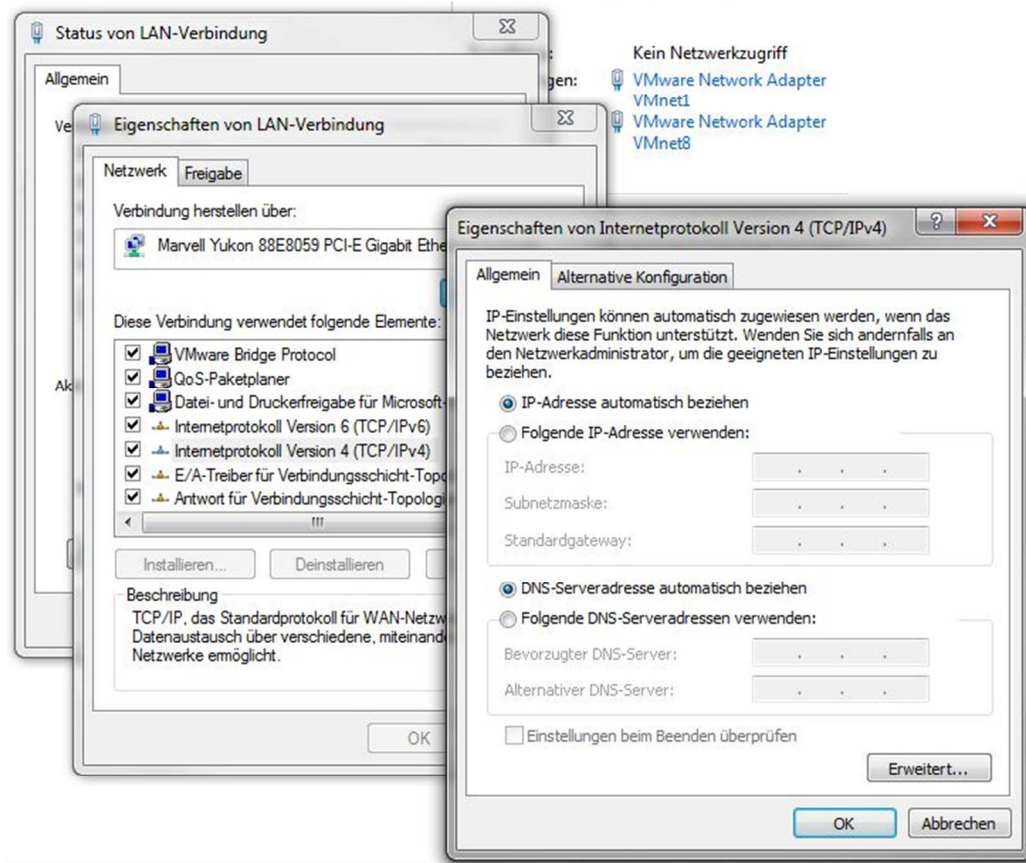 Status von LAN-Verbindung
Allgemein
Kein Netzwerkzugriff
gen:
VMware Network Adapter
VMnet1
VMware Network Adapter
VMnet8
Eigenschaften von LAN-Verbindung
Netzwerk
Freigabe
Verbindung herstellen über:
Marvell Yukon 88E8059 PCI-E Gigabit Ethe
Diese Verbindung verwendet folgende Elemente:
VMware Bridge Protocol
QoS-Paketplaner
Datei- und Druckerfreigabe für Microsoft-
Internetprotokoll Version 6 (TCP/IPv6)
Internetprotokoll Version 4 (TCP/IPv4)
E/A-Treiber für Verbindungsschicht-Topo
Antwort für Verbindungsschicht-Topologi
Installieren...
Deinstallieren
Beschreibung
TCP/IP, das Standardprotokoll für WAN-Netzw
Datenaustausch über verschiedene, miteinande
Netzwerke ermöglicht.
OK
Eigenschaften von Internetprotokoll Version 4 (TCP/IPv4)
Allgemein
Alternative Konfiguration
IP-Einstellungen können automatisch zugewiesen werden, wenn das
Netzwerk diese Funktion unterstützt. Wenden Sie sich andernfalls an
den Netzwerkadministrator, um die geeigneten IP-Einstellungen zu
beziehen.
IP-Adresse automatisch beziehen
Folgende IP-Adresse verwenden:
IP-Adresse:
Subnetzmaske:
Standardgateway:
DNS-Serveradresse automatisch beziehen
Folgende DNS-Serveradressen verwenden:
Bevorzugter DNS-Server:
Alternativer DNS-Server:
Einstellungen beim Beenden überprüfen
Erweitert...
OK
Abbrechen